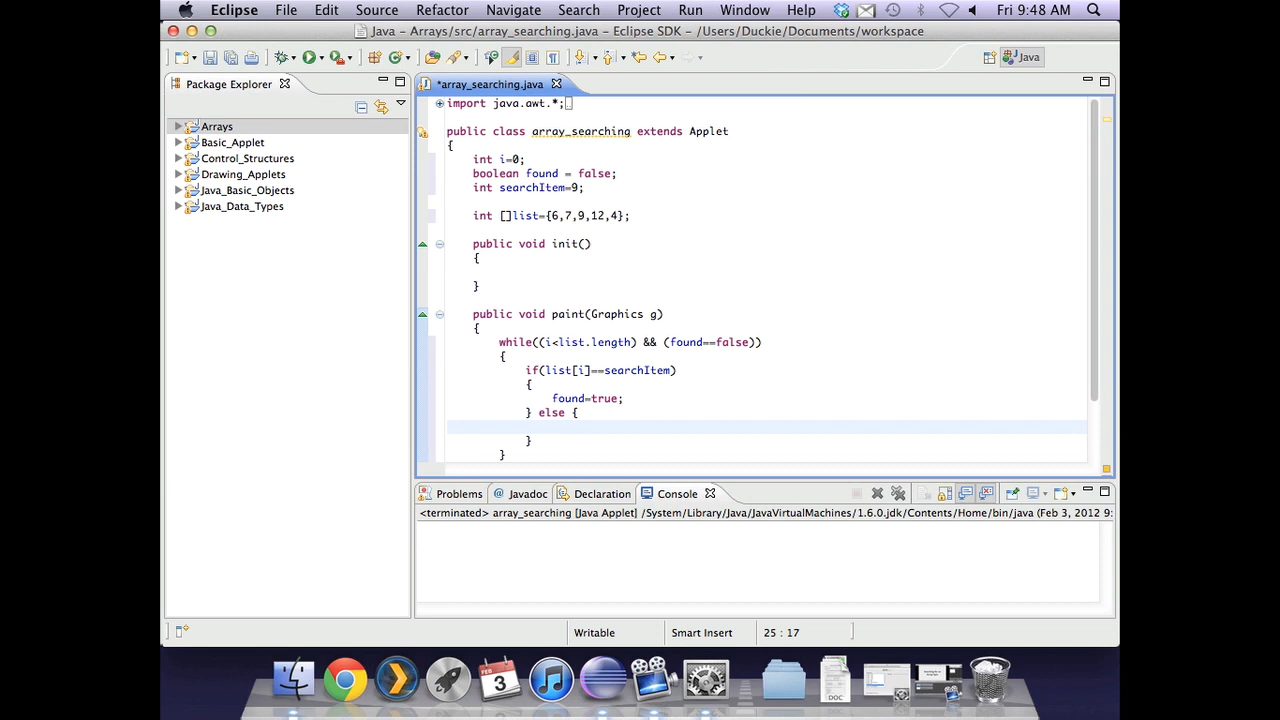 Eclipse File Edit Source Refactor Navigate Search Project Run Window Help Fri 9:48 AM
Java – Arrays/src/array_searching.java – Eclipse SDK – /Users/Duckie/Documents/workspace
Java
Package Explorer
Arrays
Basic_Applet
Control_Structures
Drawing_Applets
Java_Basic_Objects
Java_Data_Types
*array_searching.java
import java.awt.*;
public class array_searching extends Applet
{
int i=0;
boolean found = false;
int searchItem=9;
int []list={6,7,9,12,4};
public void init()
{
}
public void paint(Graphics g)
{
while((i<list.length) && (found==false))
{
if(list[i]==searchItem)
{
found=true;
} else {
}
}
Problems @ Javadoc Declaration Console
<terminated> array_searching [Java Applet] /System/Library/Java/JavaVirtualMachines/1.6.0.jdk/Contents/Home/bin/java (Feb 3, 2012 9:
Writable Smart Insert 25 : 17
FEB
3
DOC